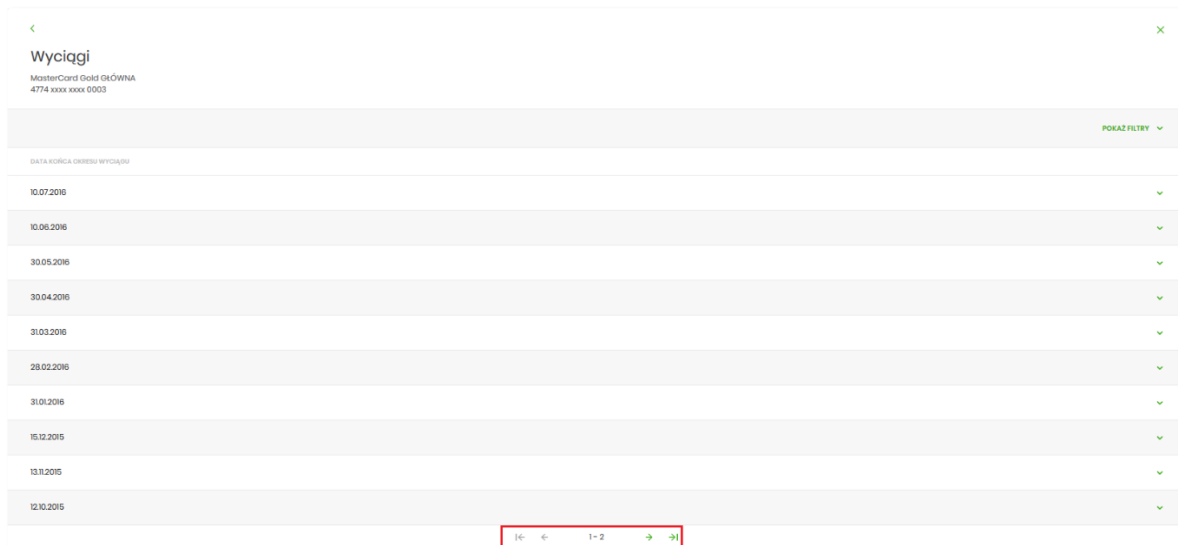 Wyciągi
MasterCard Gold GŁÓWNA
4774 xxxx xxxx 0003
POKAŻ FILTRY
DATA KOŃCA OKRESU WYCIĄGU
10.07.2016
10.06.2016
30.05.2016
30.04.2016
31.03.2016
28.02.2016
31.01.2016
15.12.2015
13.11.2015
12.10.2015
1 - 2